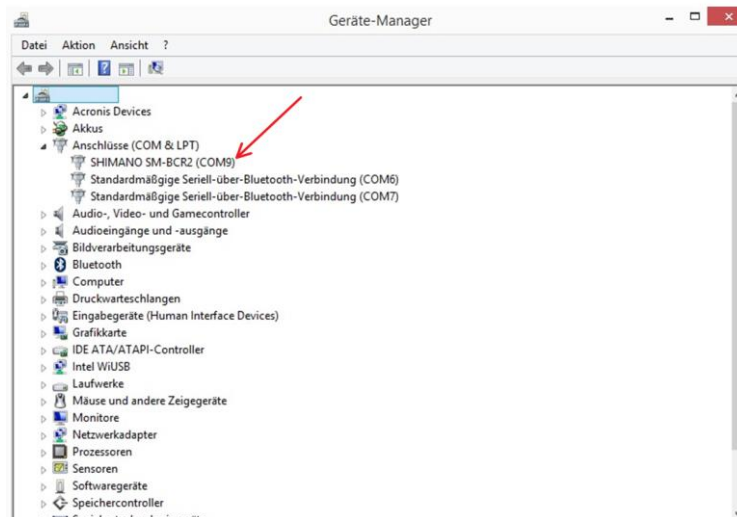 Geräte-Manager
Datei Aktion Ansicht ?
Acronis Devices
Akkus
Anschlüsse (COM & LPT)
SHIMANO SM-BCR2 (COM9)
Standardmäßgige Seriell-über-Bluetooth-Verbindung (COM6)
Standardmäßgige Seriell-über-Bluetooth-Verbindung (COM7)
Audio-, Video- und Gamecontroller
Audioeingänge und -ausgänge
Bildverarbeitungsgeräte
Bluetooth
Computer
Druckwarteschlangen
Eingabegeräte (Human Interface Devices)
Grafikkarte
IDE ATA/ATAPI-Controller
Intel WiUSB
Laufwerke
Mäuse und andere Zeigegeräte
Monitore
Netzwerkadapter
Prozessoren
Sensoren
Softwaregeräte
Speichercontroller